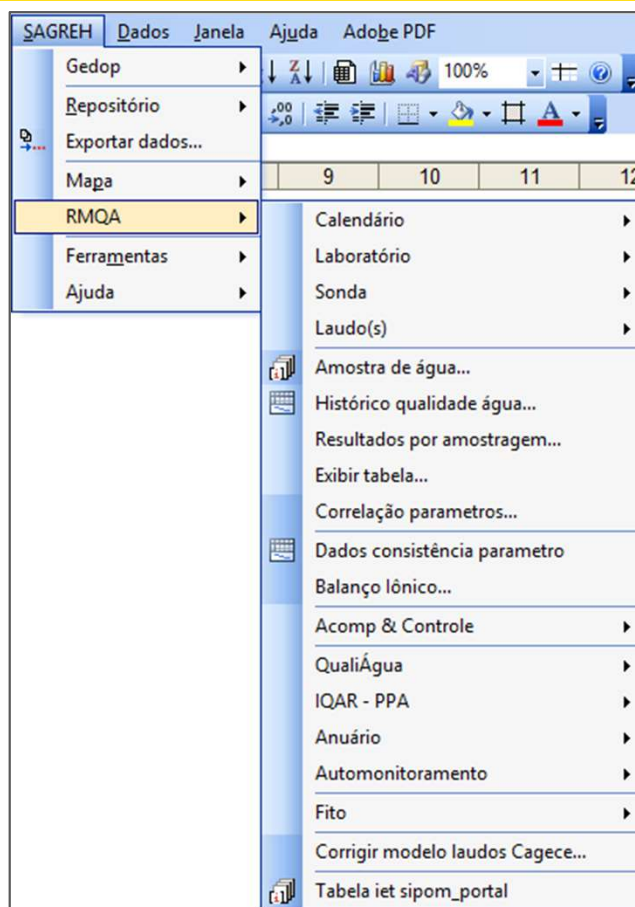 SAGREH Dados Janela Ajuda Adobe PDF
100%
Gedop
Repositório
Exportar dados...
Mapa
RMQA
Ferramentas
Ajuda
9 10 11 12
Calendário
Laboratório
Sonda
Laudo(s)
Amostra de água...
Histórico qualidade água...
Resultados por amostragem...
Exibir tabela...
Correlação parametros...
Dados consistência parametro
Balanço Iônico...
Acomp & Controle
QualiÁgua
IQAR - PPA
Anuário
Automonitoramento
Fito
Corrigir modelo laudos Cagece...
Tabela iet sipom_portal